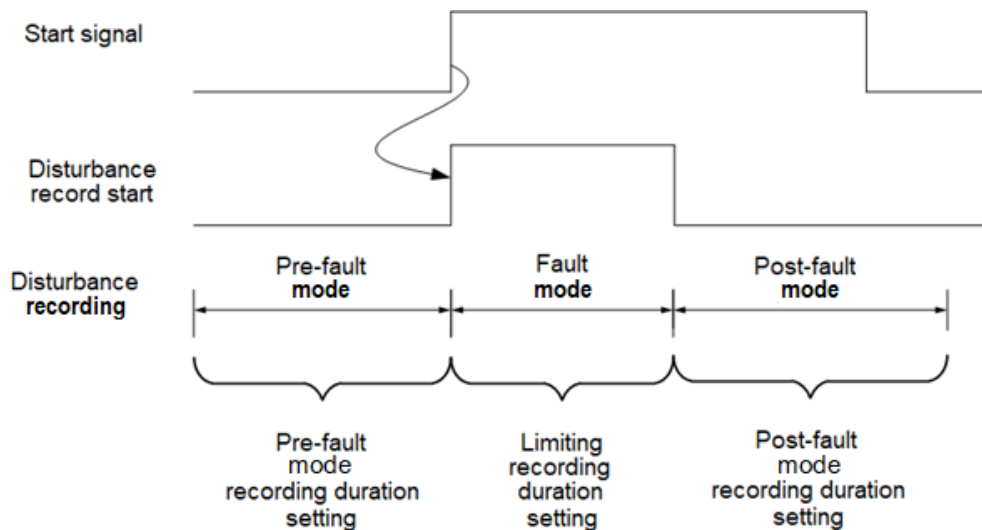 Start signal
Disturbance
record start
Disturbance
recording
Pre-fault
mode
Fault
mode
Post-fault
mode
Pre-fault
mode
recording duration
setting
Limiting
recording
duration
setting
Post-fault
mode
recording duration
setting